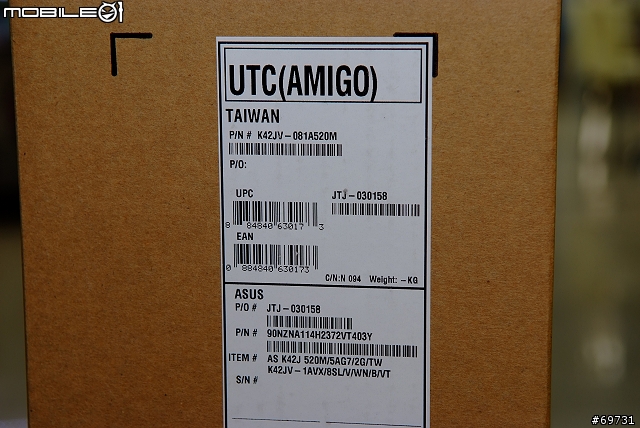 MOBILE01
UTC(AMIGO)
TAIWAN
P/N # K42JV-081A520M
P/O:
UPC
JTJ-030158
8 84840 63017 3
EAN
0 884840 630173
C/N:N 094 Weight: -KG
ASUS
P/O # JTJ-030158
P/N # 90NZNA114H2372VT403Y
ITEM # AS K42J 520M/5AG7/2G/TW
K42JV-1AVX/8SL/V/WN/B/VT
S/N #
#69731